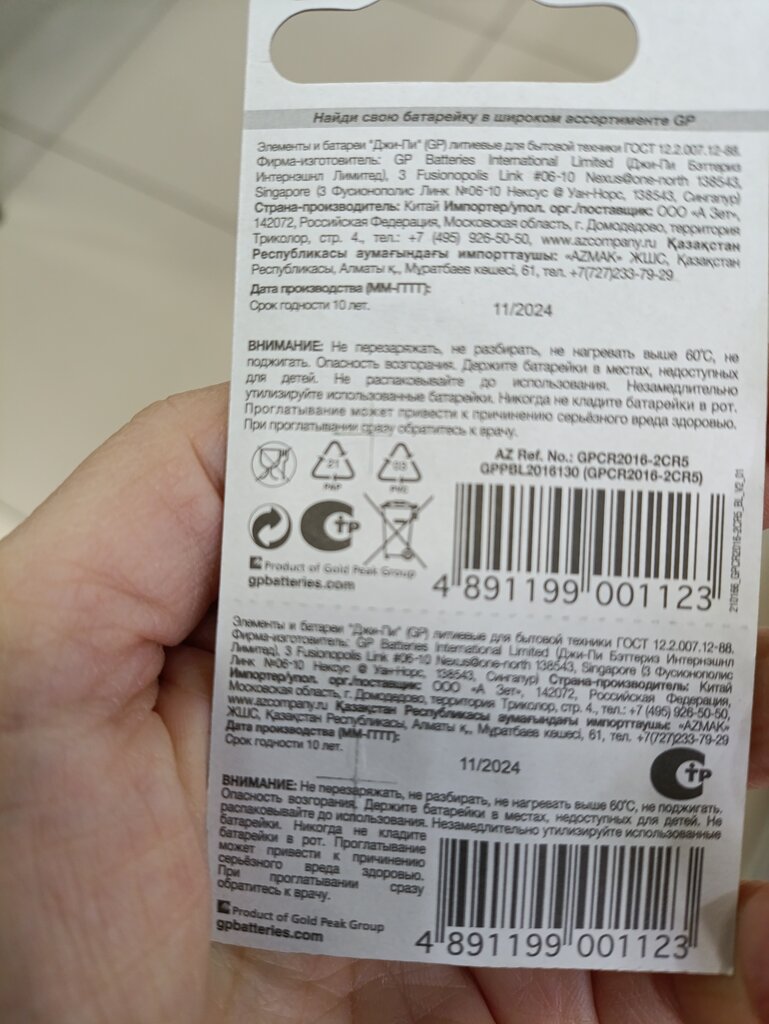 Найди свою батарейку в широком ассортименте GP
Элементы и батареи "Джи-Пи" (GP) литиевые для бытовой техники ГОСТ 12.2.007.12-88.
Фирма-изготовитель: GP Batteries International Limited (Джи-Пи Бэттериз
Интернэшнл Лимитед), 3 Fusionopolis Link #06-10 Nexus@one-north 138543,
Singapore (3 Фусионополис Линк №06-10 Нексус @ Уан-Норс, 138543, Сингапур)
Страна-производитель: Китай Импортер/упол. орг./поставщик: ООО «А Зет»,
142072, Российская Федерация, Московская область, г. Домодедово, территория
Триколор, стр. 4., тел.: +7 (495) 926-50-50, www.azcompany.ru Қазақстан
Республикасы аумағындағы импорттаушы: «AZMAK» ЖШС, Қазақстан
Республикасы, Алматы қ., Мұратбаев көшесі, 61, тел. +7(727)233-79-29
Дата производства (ММ-ГГГГ):
Срок годности 10 лет.
11/2024
ВНИМАНИЕ: Не перезаряжать, не разбирать, не нагревать выше 60°C, не
поджигать. Опасность возгорания. Держите батарейки в местах, недоступных
для детей. Не распаковывайте до использования. Незамедлительно
утилизируйте использованные батарейки. Никогда не кладите батарейки в рот.
Проглатывание может привести к причинению серьёзного вреда здоровью.
При проглатывании сразу обратитесь к врачу.
21
PAP
03
PVC
AZ Ref. No.: GPCR2016-2CR5
GPPBL2016130 (GPCR2016-2CR5)
CTP
Product of Gold Peak Group
gpbatteries.com
4 891199 001123
210166_GPCR2016-2CR5_BL_V2_01
Элементы и батареи "Джи-Пи" (GP) литиевые для бытовой техники ГОСТ 12.2.007.12-88.
Фирма-изготовитель: GP Batteries International Limited (Джи-Пи Бэттериз Интернэшнл
Лимитед), 3 Fusionopolis Link #06-10 Nexus@one-north 138543, Singapore (3 Фусионополис
Линк №06-10 Нексус @ Уан-Норс, 138543, Сингапур) Страна-производитель: Китай
Импортер/упол. орг./поставщик: ООО «А Зет», 142072, Российская Федерация,
Московская область, г. Домодедово, территория Триколор, стр. 4., тел.: +7 (495) 926-50-50,
www.azcompany.ru Қазақстан Республикасы аумағындағы импорттаушы: «AZMAK»
ЖШС, Қазақстан Республикасы, Алматы қ., Мұратбаев көшесі, 61, тел. +7(727)233-79-29
Дата производства (ММ-ГГГГ):
Срок годности 10 лет.
11/2024
CTP
ВНИМАНИЕ: Не перезаряжать, не разбирать, не нагревать выше 60°C, не поджигать.
Опасность возгорания. Держите батарейки в местах, недоступных для детей. Не
распаковывайте до использования. Незамедлительно утилизируйте использованные
батарейки. Никогда не кладите
батарейки в рот. Проглатывание
может привести к причинению
серьёзного вреда здоровью.
При проглатывании сразу
обратитесь к врачу.
Product of Gold Peak Group
gpbatteries.com
4 891199 001123